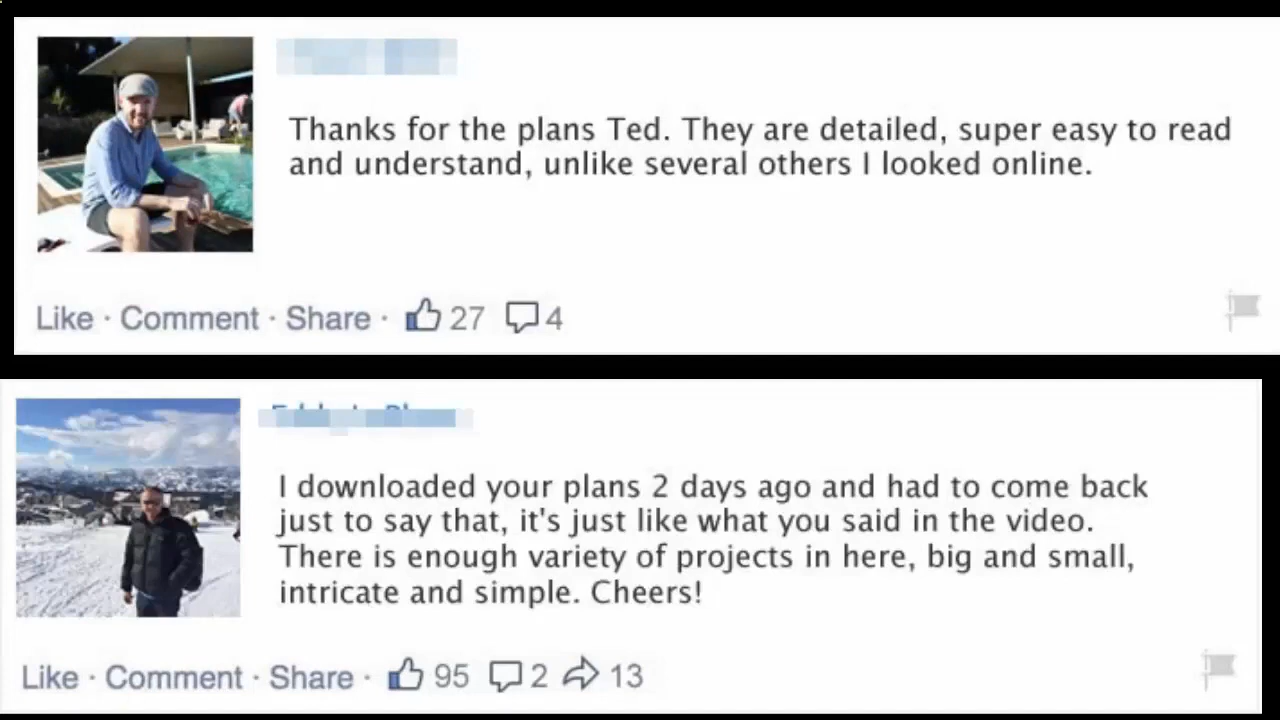 Thanks for the plans Ted. They are detailed, super easy to read
and understand, unlike several others I looked online.
Like · Comment · Share · 27 4
I downloaded your plans 2 days ago and had to come back
just to say that, it's just like what you said in the video.
There is enough variety of projects in here, big and small,
intricate and simple. Cheers!
Like · Comment · Share · 95 2 13